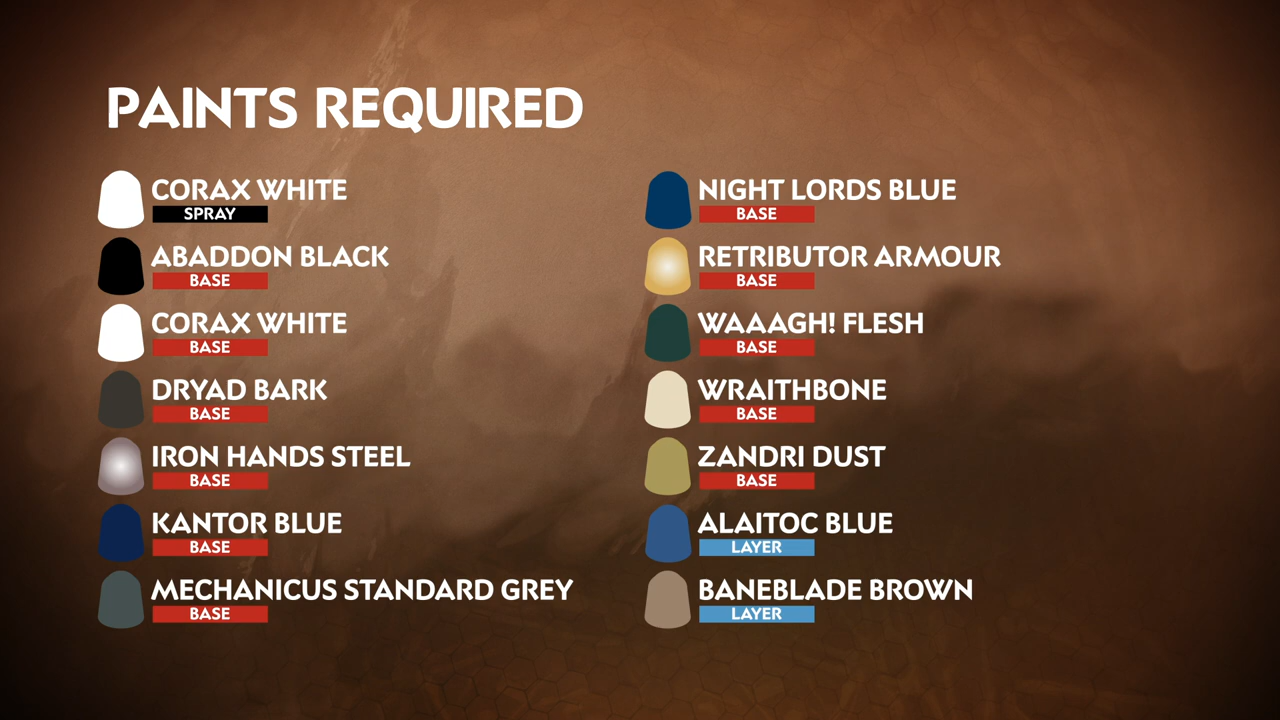 PAINTS REQUIRED
CORAX WHITE
SPRAY
ABADDON BLACK
BASE
CORAX WHITE
BASE
DRYAD BARK
BASE
IRON HANDS STEEL
BASE
KANTOR BLUE
BASE
MECHANICUS STANDARD GREY
BASE
NIGHT LORDS BLUE
BASE
RETRIBUTOR ARMOUR
BASE
WAAAGH! FLESH
BASE
WRAITHBONE
BASE
ZANDRI DUST
BASE
ALAITOC BLUE
LAYER
BANEBLADE BROWN
LAYER